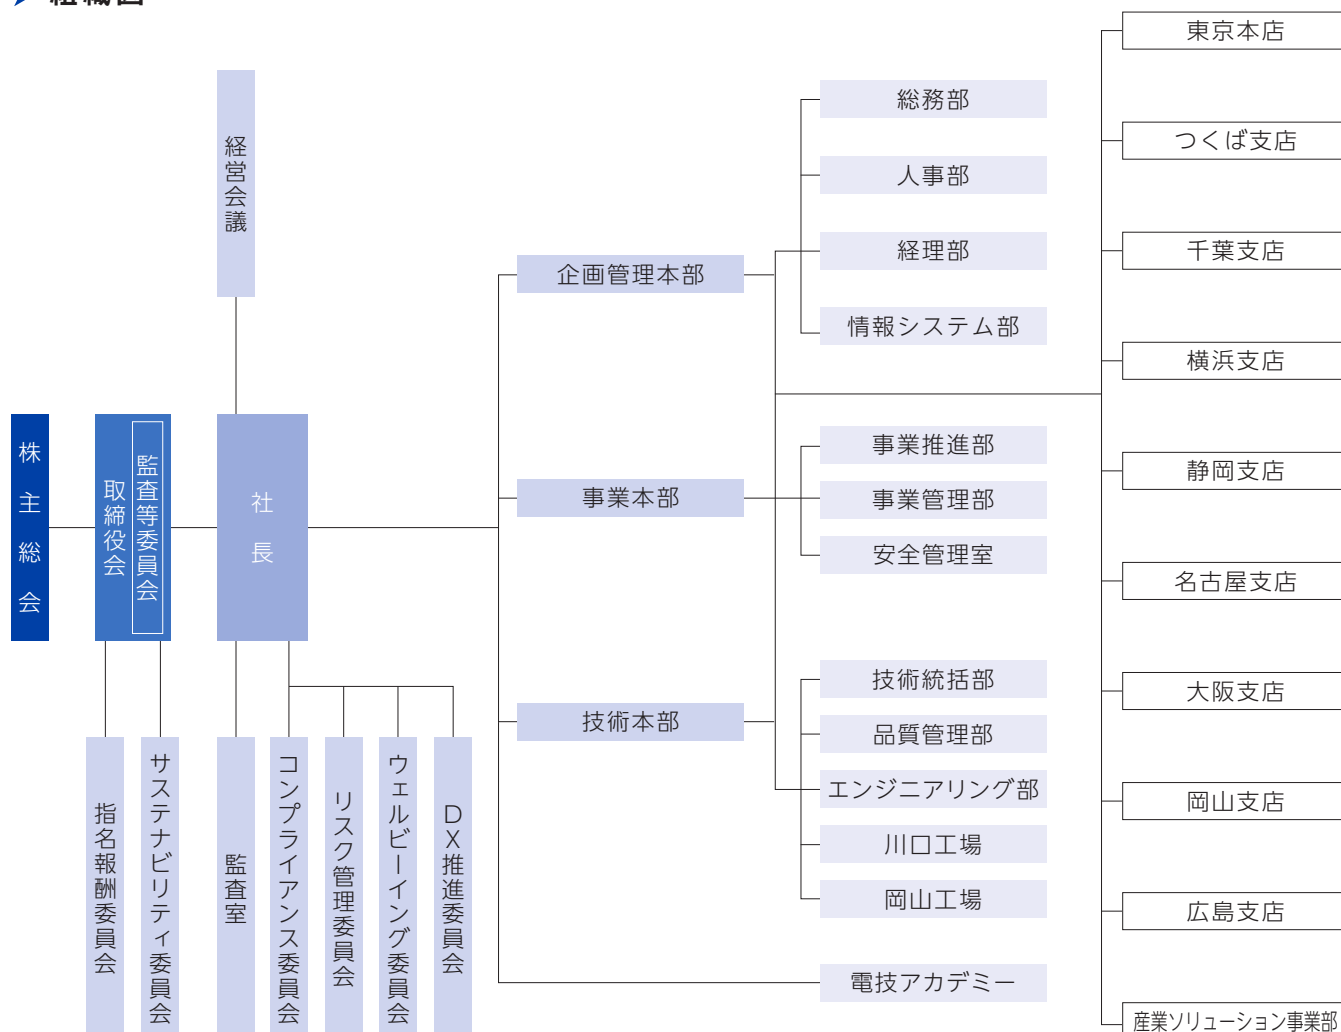 組織図
経営会議
株主総会
取締役会
監査等委員会
社長
指名報酬委員会
サステナビリティ委員会
監査室
コンプライアンス委員会
リスク管理委員会
ウェルビーイング委員会
DX推進委員会
企画管理本部
総務部
人事部
経理部
情報システム部
事業本部
事業推進部
事業管理部
安全管理室
技術本部
技術統括部
品質管理部
エンジニアリング部
川口工場
岡山工場
電技アカデミー
東京本店
つくば支店
千葉支店
横浜支店
静岡支店
名古屋支店
大阪支店
岡山支店
広島支店
産業ソリューション事業部